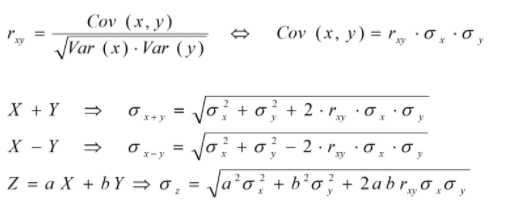 r_xy = Cov (x, y) / √(Var (x) · Var (y)) ⇔ Cov (x, y) = r_xy · σ_x · σ_y
X + Y ⇒ σ_x+y = √(σ_x² + σ_y² + 2 · r_xy · σ_x · σ_y)
X − Y ⇒ σ_x−y = √(σ_x² + σ_y² − 2 · r_xy · σ_x · σ_y)
Z = a X + b Y ⇒ σ_z = √(a²σ_x² + b²σ_y² + 2 a b r_xy σ_x σ_y)